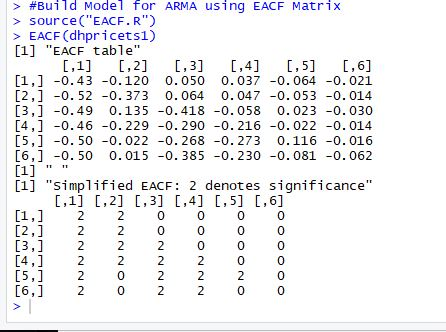 > #Build Model for ARMA using EACF Matrix
> source("EACF.R")
> EACF(dhpricets1)
[1] "EACF table"
[,1] [,2] [,3] [,4] [,5] [,6]
[1,] -0.43 -0.120 0.050 0.037 -0.064 -0.021
[2,] -0.52 -0.373 0.064 0.047 -0.053 -0.014
[3,] -0.49 0.135 -0.418 -0.058 0.023 -0.030
[4,] -0.46 -0.229 -0.290 -0.216 -0.022 -0.014
[5,] -0.50 -0.022 -0.268 -0.273 0.116 -0.016
[6,] -0.50 0.015 -0.385 -0.230 -0.081 -0.062
[1] " "
[1] "Simplified EACF: 2 denotes significance"
[,1] [,2] [,3] [,4] [,5] [,6]
[1,] 2 2 0 0 0 0
[2,] 2 2 0 0 0 0
[3,] 2 2 2 0 0 0
[4,] 2 2 2 2 0 0
[5,] 2 0 2 2 2 0
[6,] 2 0 2 2 0 0
>